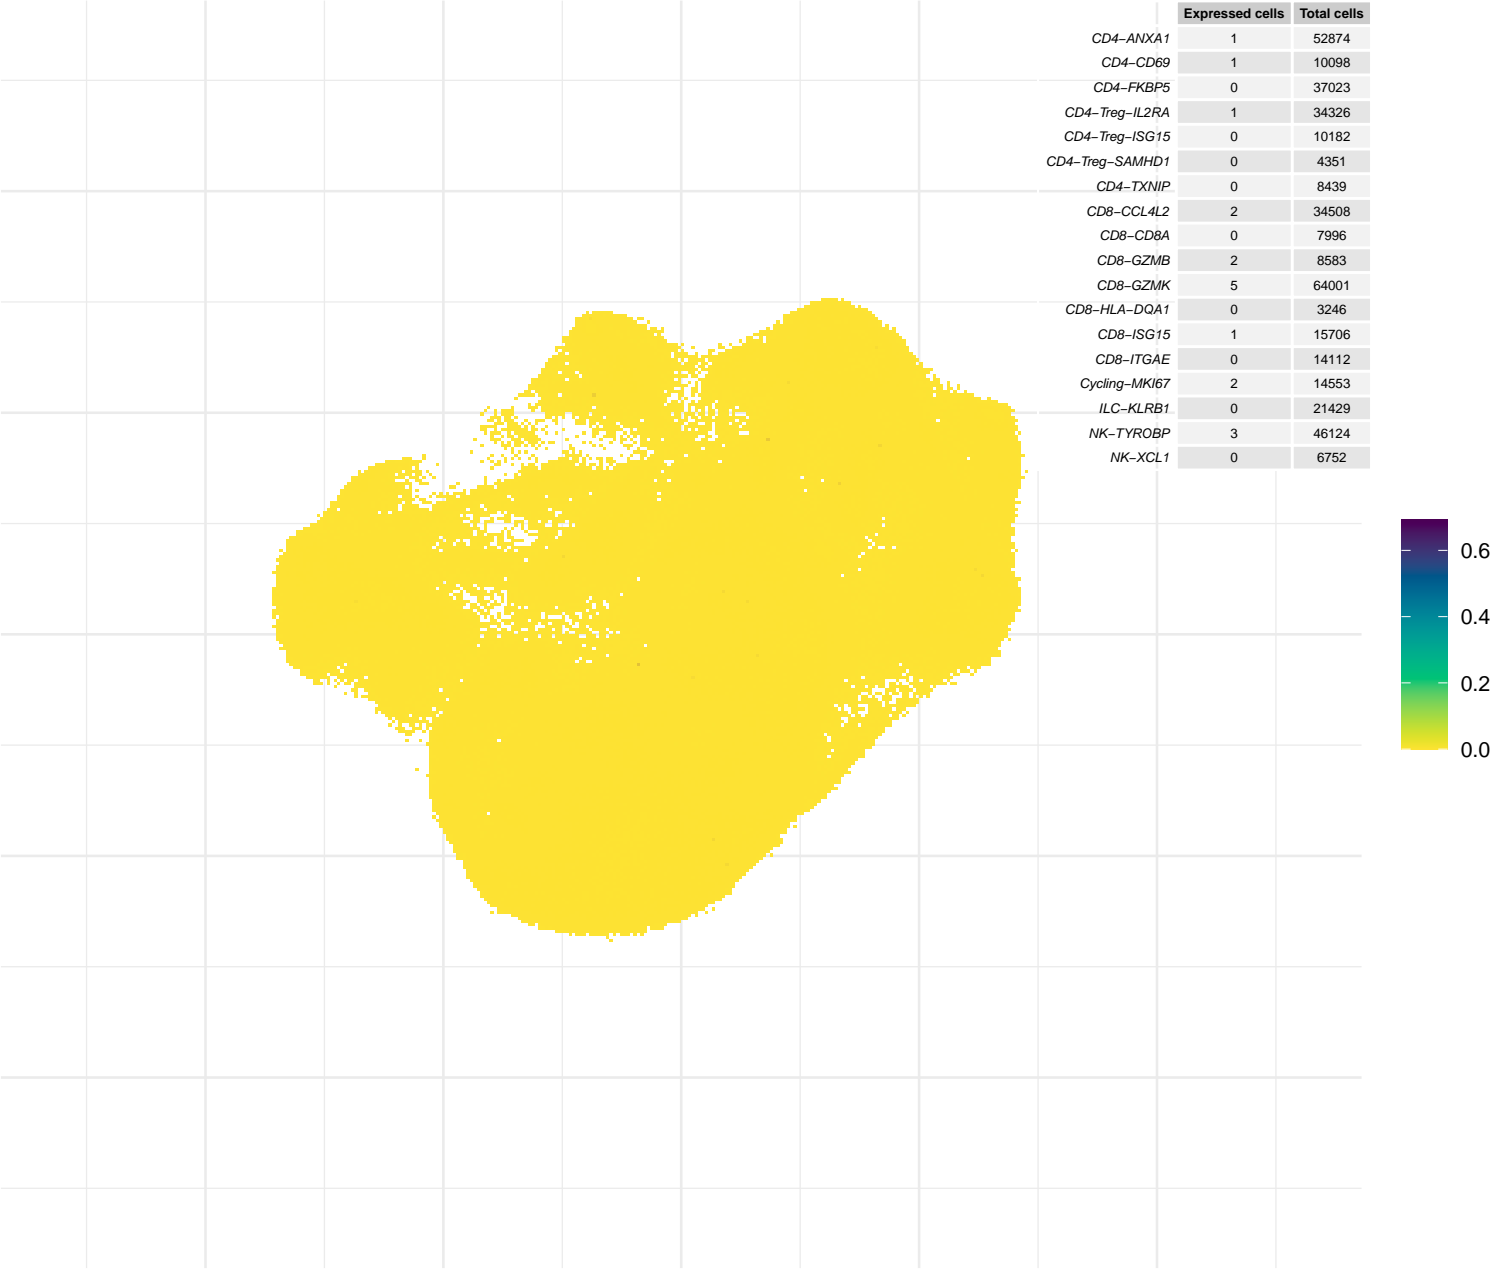 Expressed cells Total cells
CD4−ANXA1 1 52874
CD4−CD69 1 10098
CD4−FKBP5 0 37023
CD4−Treg−IL2RA 1 34326
CD4−Treg−ISG15 0 10182
CD4−Treg−SAMHD1 0 4351
CD4−TXNIP 0 8439
CD8−CCL4L2 2 34508
CD8−CD8A 0 7996
CD8−GZMB 2 8583
CD8−GZMK 5 64001
CD8−HLA−DQA1 0 3246
CD8−ISG15 1 15706
CD8−ITGAE 0 14112
Cycling−MKI67 2 14553
ILC−KLRB1 0 21429
NK−TYROBP 3 46124
NK−XCL1 0 6752
0.6
0.4
0.2
0.0